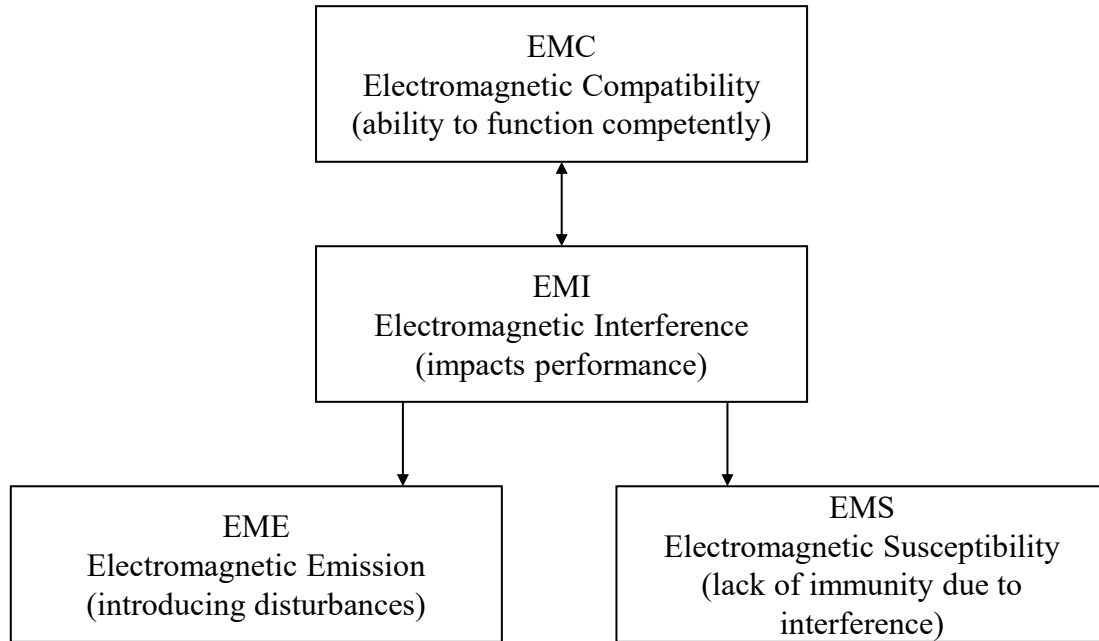 EMC
Electromagnetic Compatibility
(ability to function competently)
EMI
Electromagnetic Interference
(impacts performance)
EME
Electromagnetic Emission
(introducing disturbances)
EMS
Electromagnetic Susceptibility
(lack of immunity due to
interference)